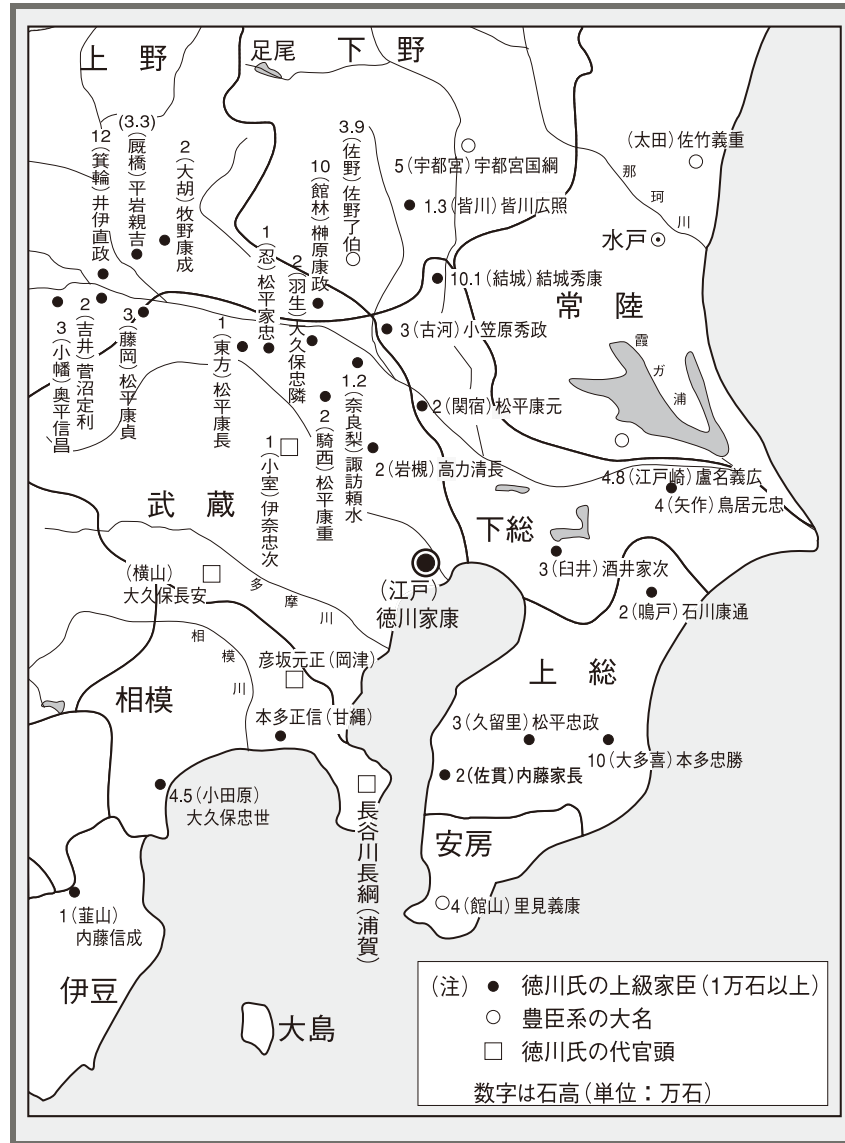 上野
足尾
下野
12(箕輪)井伊直政
(3.3)(厩橋)平岩親吉
2(大胡)牧野康成
3.9(佐野)佐野了伯
10(館林)榊原康政
1(忍)松平家忠
2(羽生)大久保忠隣
5(宇都宮)宇都宮国綱
(太田)佐竹義重
那珂川
1.3(皆川)皆川広照
水戸
10.1(結城)結城秀康
常陸
3(古河)小笠原秀政
霞ガ浦
3(小幡)奥平信昌
2(吉井)菅沼定利
3(藤岡)松平康貞
1(東方)松平康長
1(小室)伊奈忠次
2(騎西)松平康重
1.2(奈良梨)諏訪頼水
2(関宿)松平康元
2(岩槻)高力清長
4.8(江戸崎)盧名義広
4(矢作)鳥居元忠
武蔵
下総
3(臼井)酒井家次
(横山)
大久保長安
多摩川
(江戸)
徳川家康
2(鳴戸)石川康通
相模川
彦坂元正(岡津)
上総
相模
本多正信(甘縄)
3(久留里)松平忠政
10(大多喜)本多忠勝
2(佐貫)内藤家長
4.5(小田原)
大久保忠世
長谷川長綱(浦賀)
安房
4(館山)里見義康
1(韮山)
内藤信成
伊豆
大島
(注)● 徳川氏の上級家臣(1万石以上)
○ 豊臣系の大名
□ 徳川氏の代官頭
数字は石高(単位:万石)